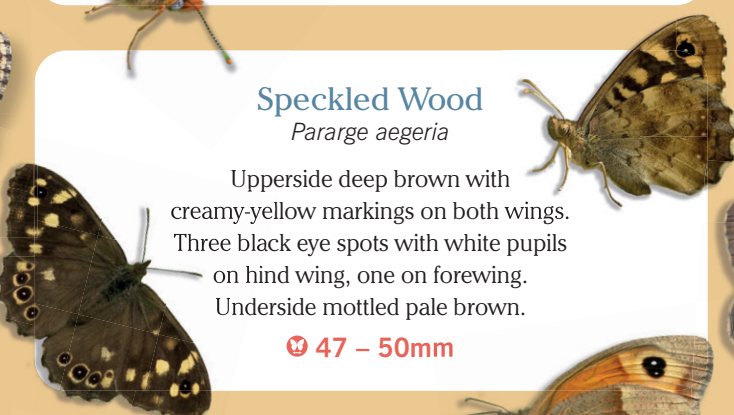 Speckled Wood
Pararge aegeria
Upperside deep brown with
creamy-yellow markings on both wings.
Three black eye spots with white pupils
on hind wing, one on forewing.
Underside mottled pale brown.
47 – 50mm